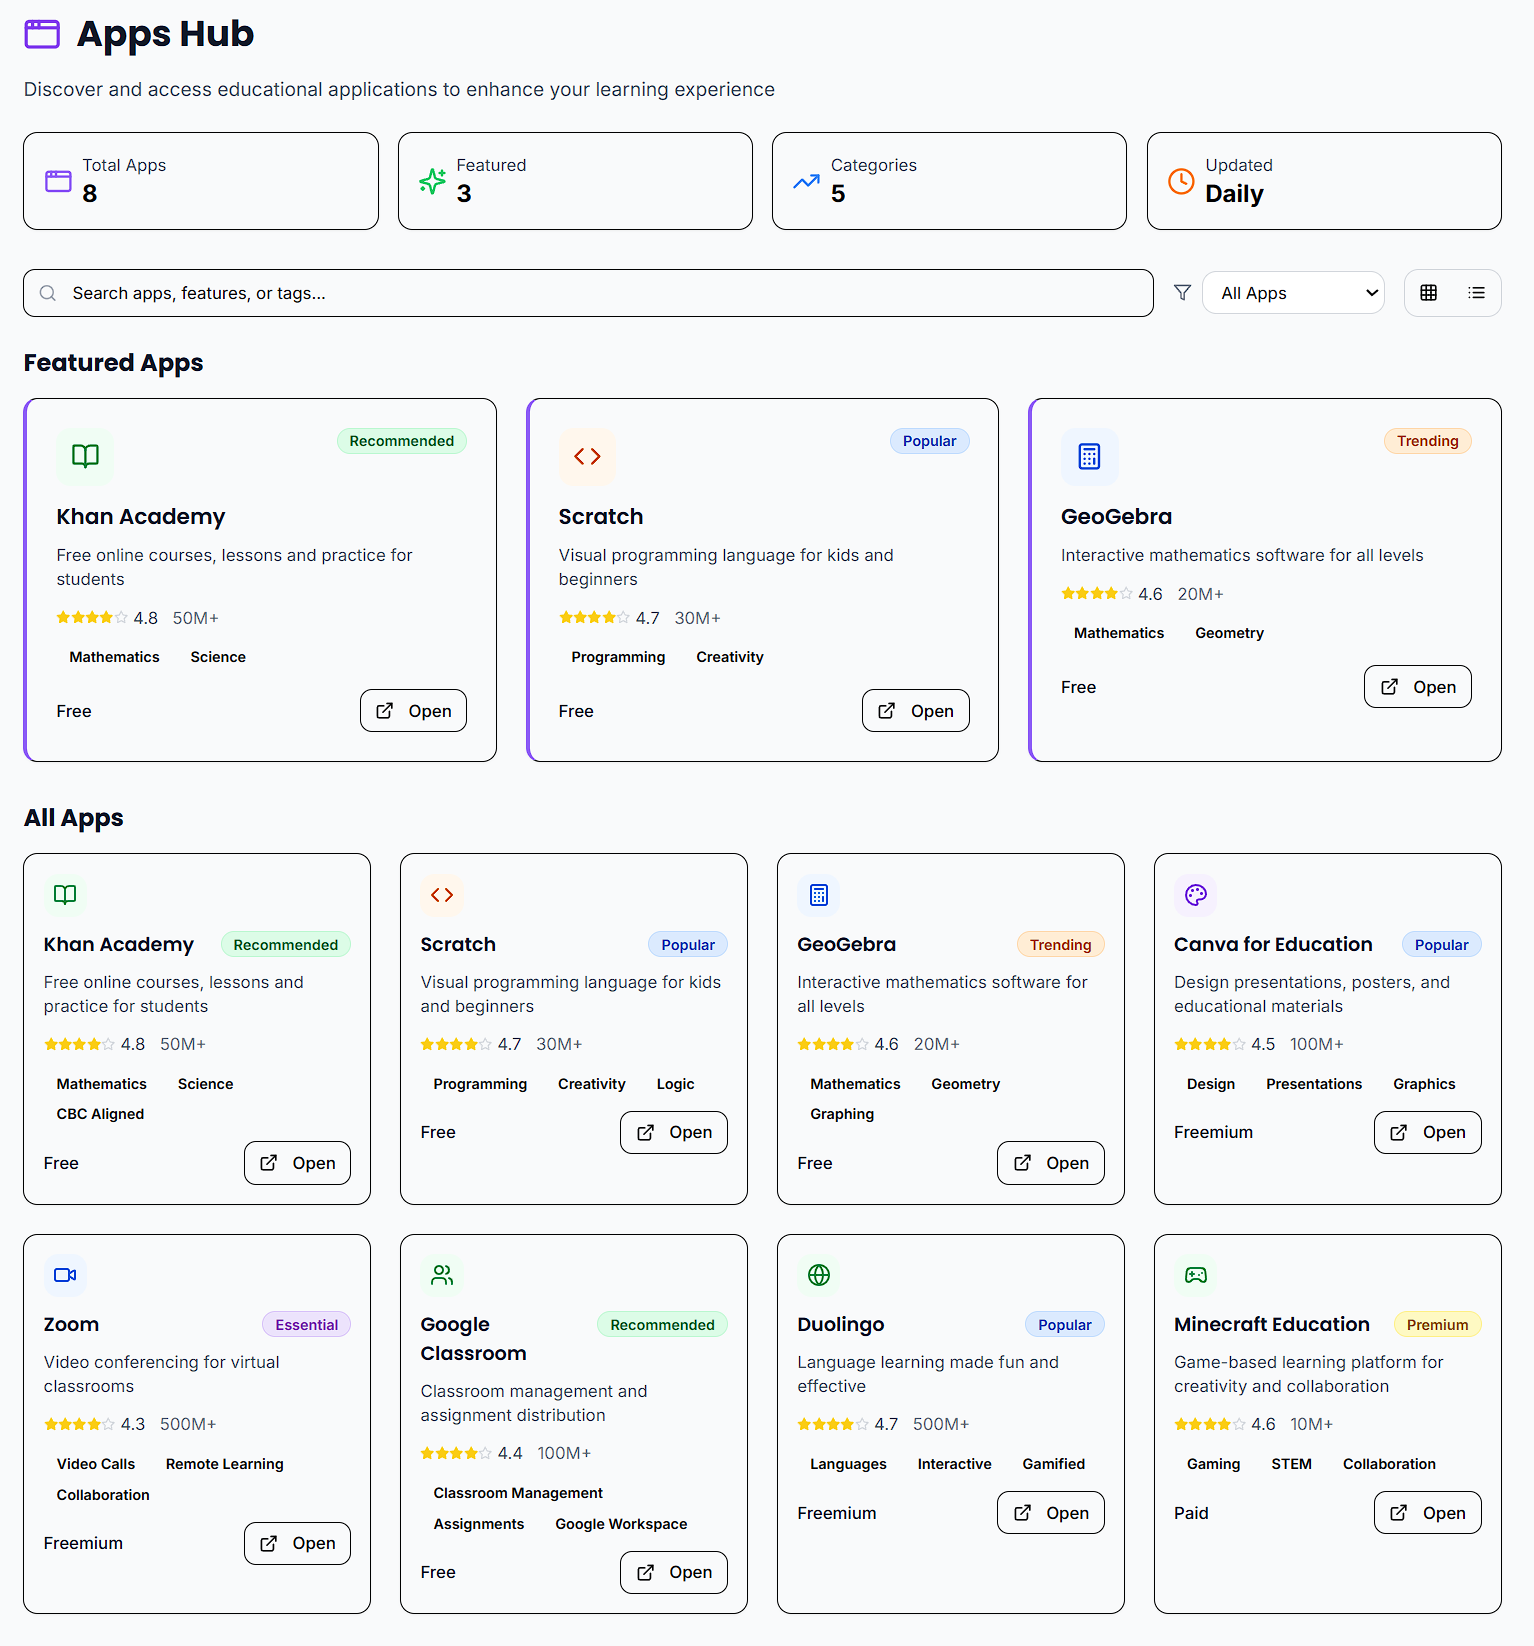 Apps Hub
Discover and access educational applications to enhance your learning experience
Total Apps
8
Featured
3
Categories
5
Updated
Daily
Search apps, features, or tags...
All Apps
Featured Apps
Recommended
Khan Academy
Free online courses, lessons and practice for
students
4.8 50M+
Mathematics Science
Free Open
Popular
Scratch
Visual programming language for kids and
beginners
4.7 30M+
Programming Creativity
Free Open
Trending
GeoGebra
Interactive mathematics software for all levels
4.6 20M+
Mathematics Geometry
Free Open
All Apps
Khan Academy Recommended
Free online courses, lessons and
practice for students
4.8 50M+
Mathematics Science
CBC Aligned
Free Open
Scratch Popular
Visual programming language for kids
and beginners
4.7 30M+
Programming Creativity Logic
Free Open
GeoGebra Trending
Interactive mathematics software for
all levels
4.6 20M+
Mathematics Geometry
Graphing
Free Open
Canva for Education Popular
Design presentations, posters, and
educational materials
4.5 100M+
Design Presentations Graphics
Freemium Open
Zoom Essential
Video conferencing for virtual
classrooms
4.3 500M+
Video Calls Remote Learning
Collaboration
Freemium Open
Google Recommended
Classroom
Classroom management and
assignment distribution
4.4 100M+
Classroom Management
Assignments Google Workspace
Free Open
Duolingo Popular
Language learning made fun and
effective
4.7 500M+
Languages Interactive Gamified
Freemium Open
Minecraft Education Premium
Game-based learning platform for
creativity and collaboration
4.6 10M+
Gaming STEM Collaboration
Paid Open